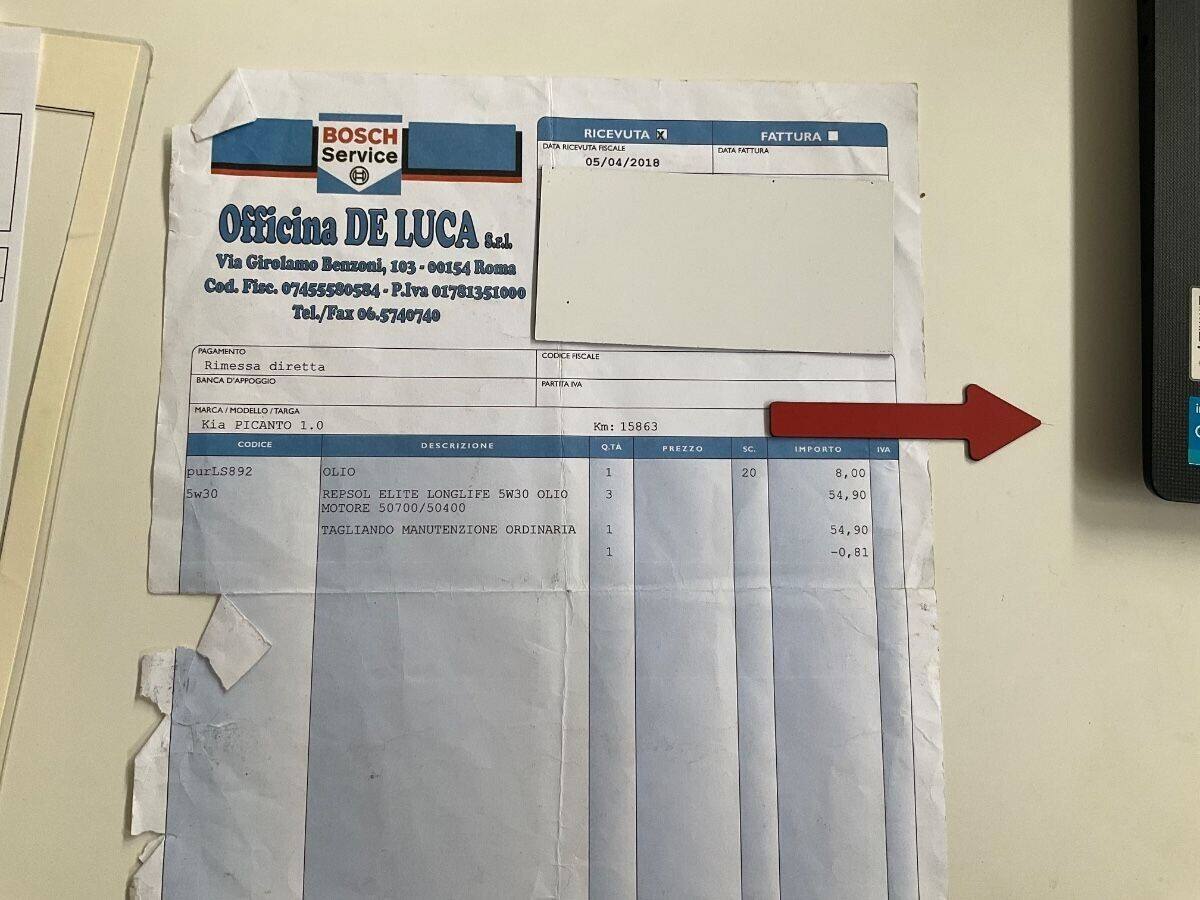 BOSCH
Service
Officina DE LUCA S.r.l.
Via Girolamo Benzoni, 103 - 00154 Roma
Cod. Fisc. 07455580584 - P.Iva 01781351000
Tel./Fax 06.5740740
RICEVUTA X FATTURA
DATA RICEVUTA FISCALE DATA FATTURA
05/04/2018
PAGAMENTO CODICE FISCALE
Rimessa diretta
BANCA D'APPOGGIO PARTITA IVA
MARCA / MODELLO / TARGA
Kia PICANTO 1.0 Km: 15863
CODICE DESCRIZIONE Q.TÀ PREZZO SC. IMPORTO IVA
purLS892 OLIO 1 20 8,00
5w30 REPSOL ELITE LONGLIFE 5W30 OLIO 3 54,90
MOTORE 50700/50400
TAGLIANDO MANUTENZIONE ORDINARIA 1 54,90
1 -0,81